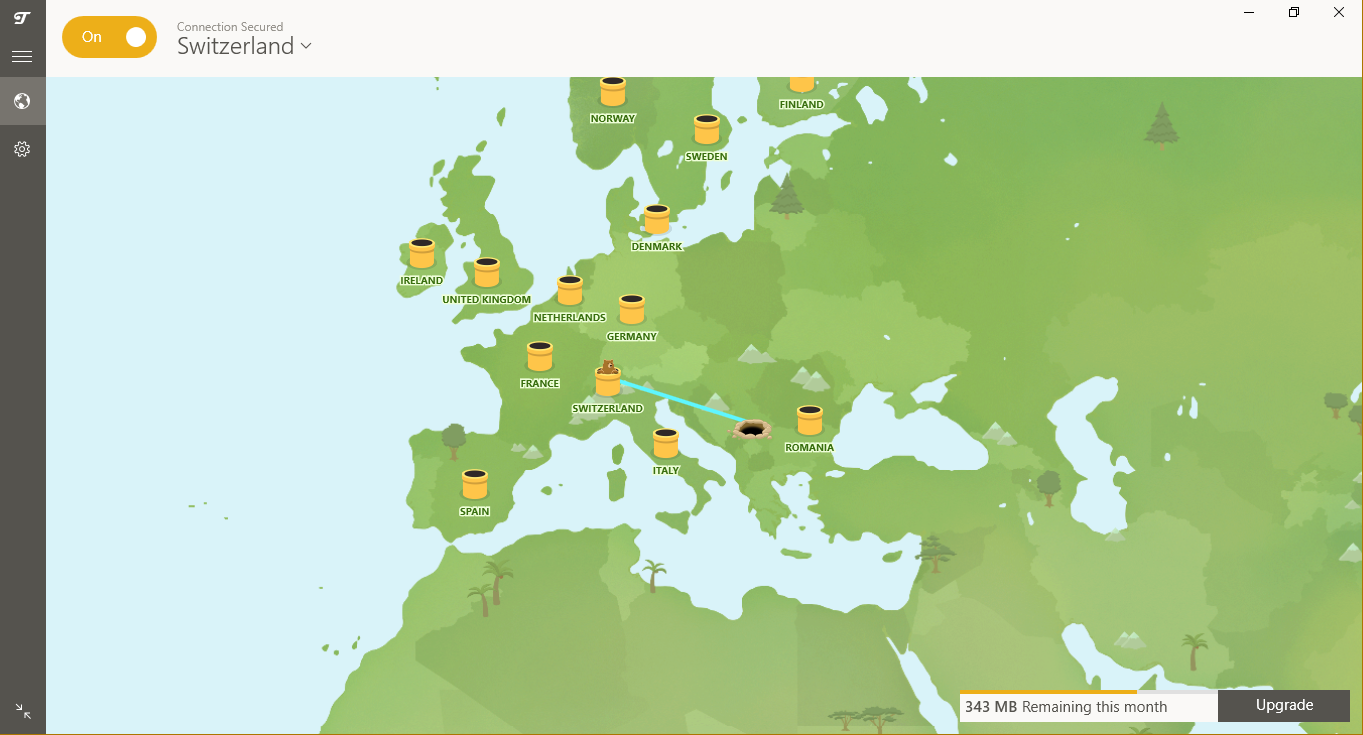 Connection Secured
On
Switzerland
FINLAND
NORWAY
SWEDEN
DENMARK
IRELAND
UNITED KINGDOM
NETHERLANDS
GERMANY
FRANCE
SWITZERLAND
ROMANIA
ITALY
SPAIN
343 MB Remaining this month
Upgrade